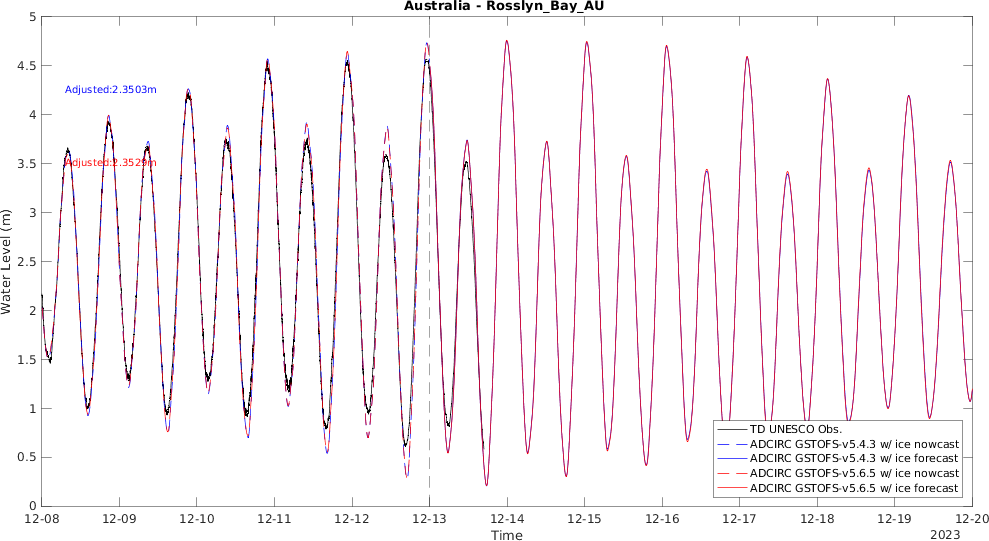 Australia - Rosslyn_Bay_AU
5
4.5
4
3.5
3
2.5
2
1.5
1
0.5
0
Water Level (m)
Adjusted:2.3503m
Adjusted:2.3529m
TD UNESCO Obs.
ADCIRC GSTOFS-v5.4.3 w/ ice nowcast
ADCIRC GSTOFS-v5.4.3 w/ ice forecast
ADCIRC GSTOFS-v5.6.5 w/ ice nowcast
ADCIRC GSTOFS-v5.6.5 w/ ice forecast
12-08 12-09 12-10 12-11 12-12 12-13 12-14 12-15 12-16 12-17 12-18 12-19 12-20
Time
2023